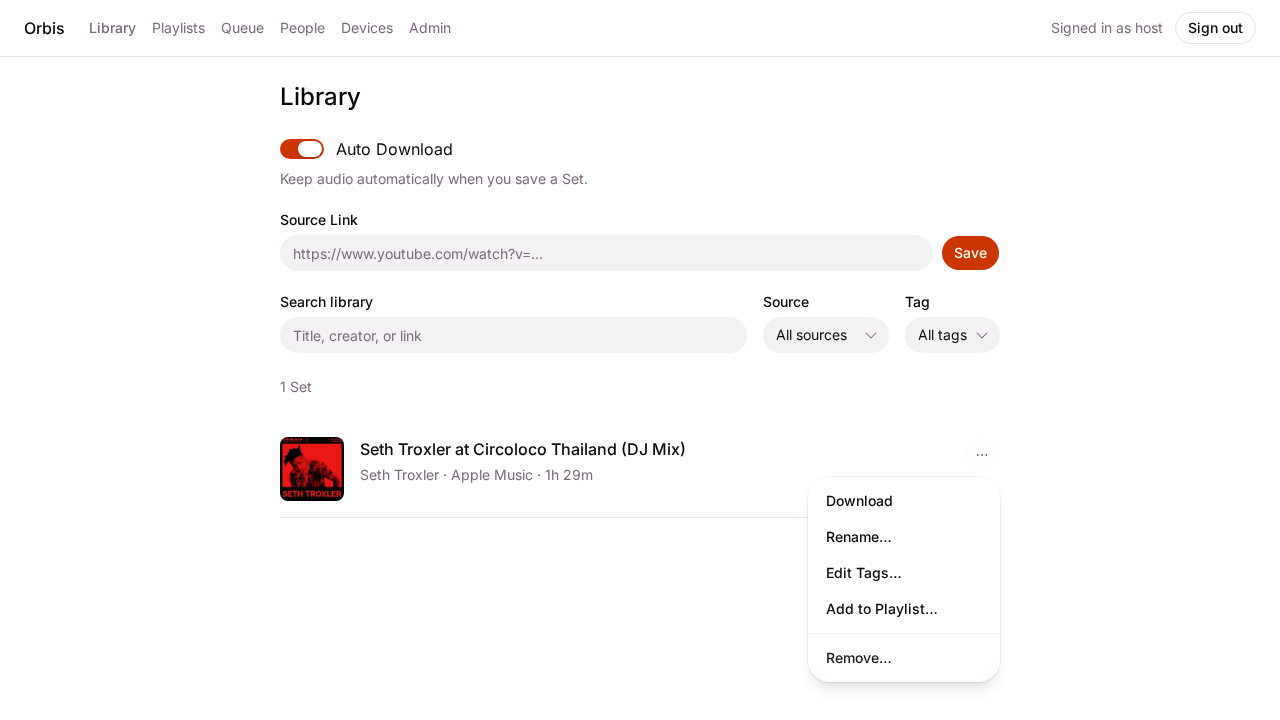 Orbis Library Playlists Queue People Devices Admin Signed in as host Sign out
Library
Auto Download
Keep audio automatically when you save a Set.
Source Link
https://www.youtube.com/watch?v=... Save
Search library Source Tag
Title, creator, or link All sources All tags
1 Set
Seth Troxler at Circoloco Thailand (DJ Mix) ...
SETH TROXLER
Seth Troxler · Apple Music · 1h 29m
Download
Rename...
Edit Tags...
Add to Playlist...
Remove...